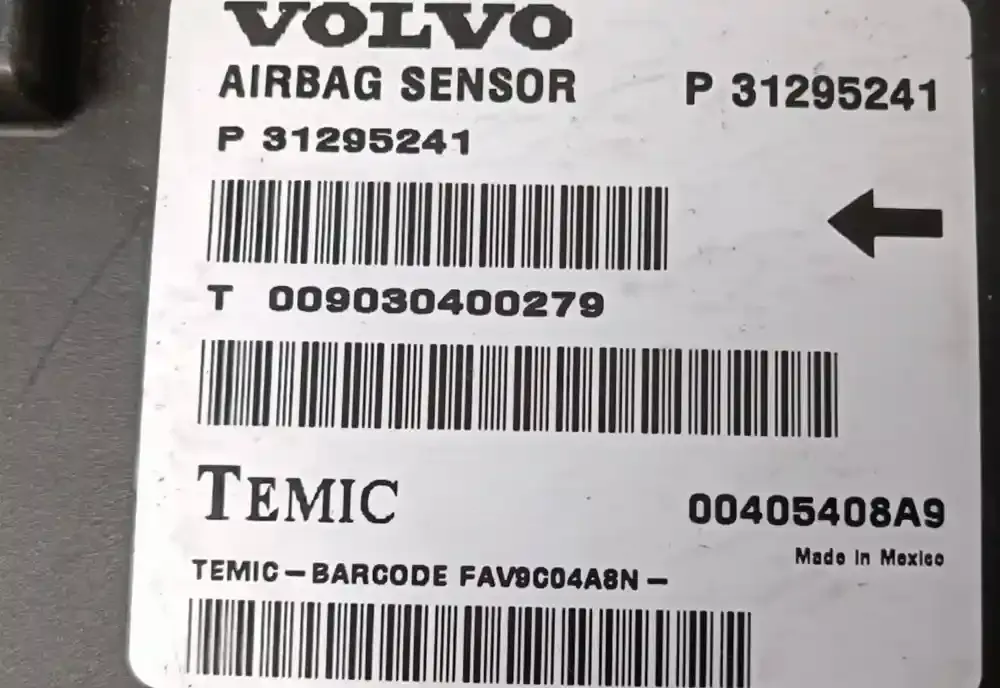 VOLVO
AIRBAG SENSOR
P 31295241
P 31295241
T 009030400279
TEMIC
00405408A9
Made in Mexico
TEMIC – BARCODE FAV9C04A8N –